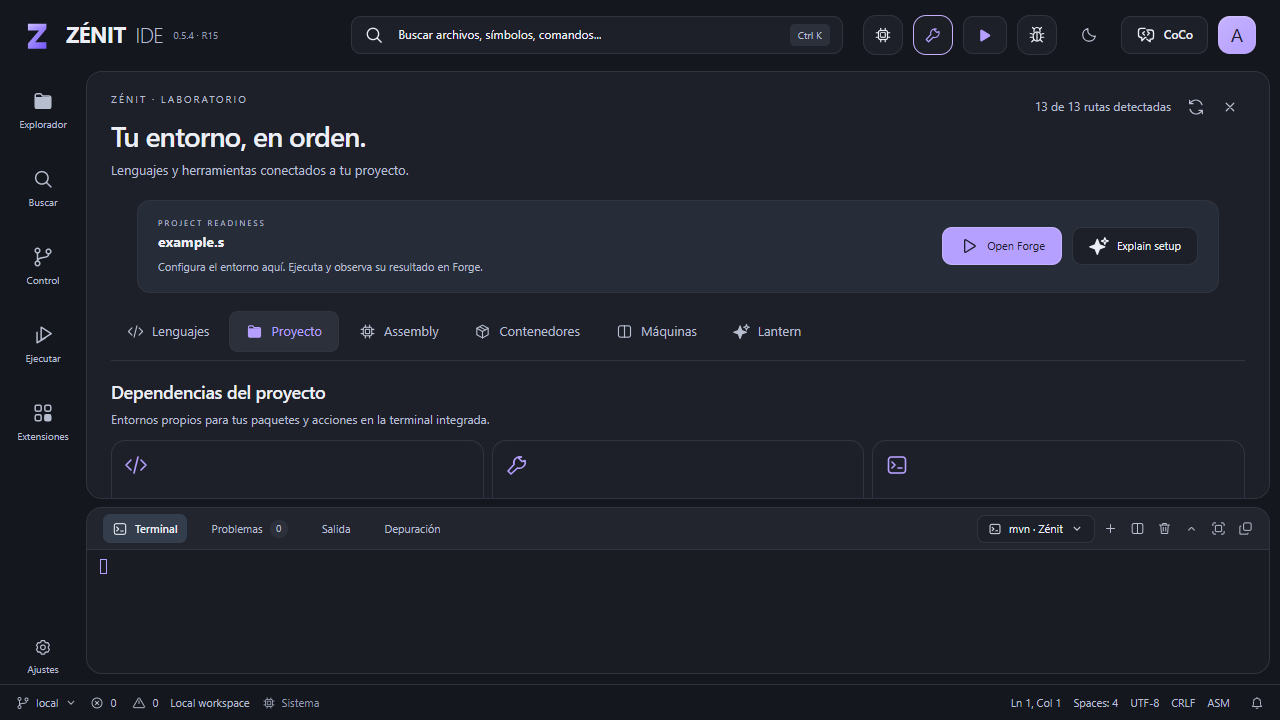 ZÉNIT IDE 0.5.4 · R15
Buscar archivos, símbolos, comandos...
Ctrl K
CoCo
A
Explorador
Buscar
Control
Ejecutar
Extensiones
Ajustes
ZÉNIT · LABORATORIO
13 de 13 rutas detectadas
Tu entorno, en orden.
Lenguajes y herramientas conectados a tu proyecto.
PROJECT READINESS
example.s
Configura el entorno aquí. Ejecuta y observa su resultado en Forge.
Open Forge
Explain setup
Lenguajes
Proyecto
Assembly
Contenedores
Máquinas
Lantern
Dependencias del proyecto
Entornos propios para tus paquetes y acciones en la terminal integrada.
Terminal
Problemas 0
Salida
Depuración
mvn · Zénit
local
0
0
Local workspace
Sistema
Ln 1, Col 1
Spaces: 4
UTF-8
CRLF
ASM